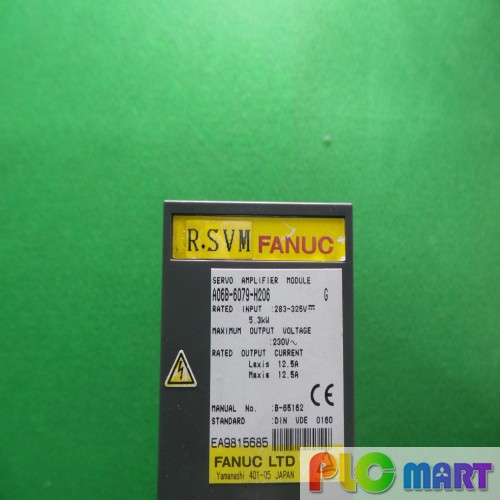 R.SVM FANUC
SERVO AMPLIFIER MODULE
A06B-6079-H206 G
RATED INPUT :283-325V⎓
5.3kW
MAXIMUM OUTPUT VOLTAGE
:230V~
RATED OUTPUT CURRENT
Laxis 12.5A
Maxis 12.5A
CE
MANUAL NO. :B-65162
STANDARD :DIN VDE 0160
EA9815685
FANUC LTD
Yamanashi 401-05 JAPAN
PLC mart